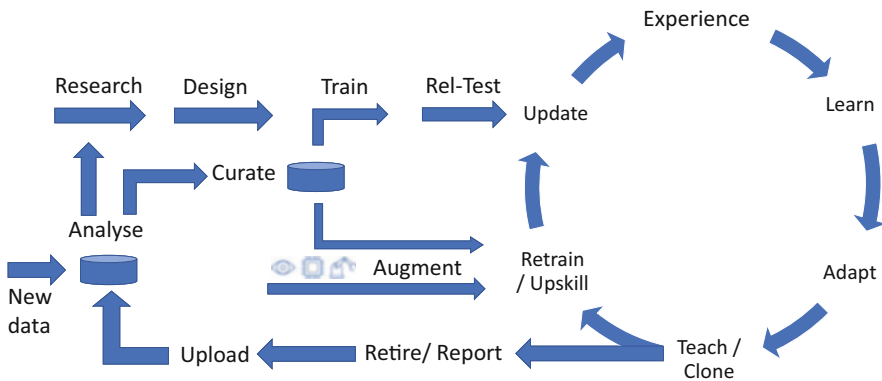 Experience
Research
Design
Train
Rel-Test
Update
Learn
Curate
Analyse
Augment
Retrain
/ Upskill
Adapt
New
data
Upload
Retire/ Report
Teach /
Clone